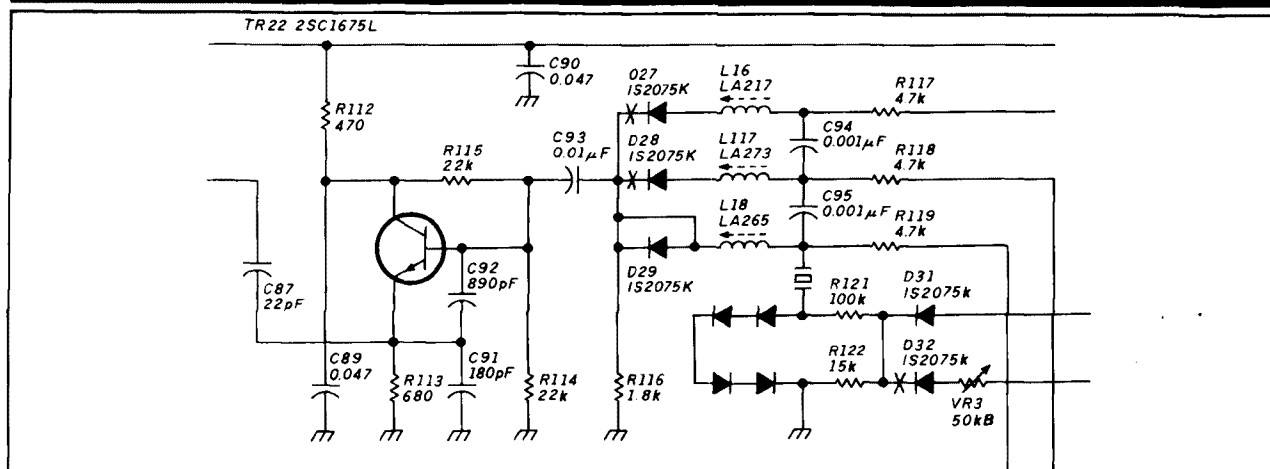 TR22 2SC1675L
C90
0.047
027
IS2075K
L16
LA217
R117
4.7k
R112
470
C94
0.001μF
C93
0.01μF
D28
IS2075K
L117
LA273
R118
4.7k
R115
22k
C95
0.001μF
L18
LA265
R119
4.7k
D29
IS2075K
C92
890pF
C87
22pF
R121
100k
D31
IS2075k
C89
0.047
R113
680
C91
180pF
R114
22k
R116
1.8k
R122
15k
D32
IS2075k
VR3
50kB